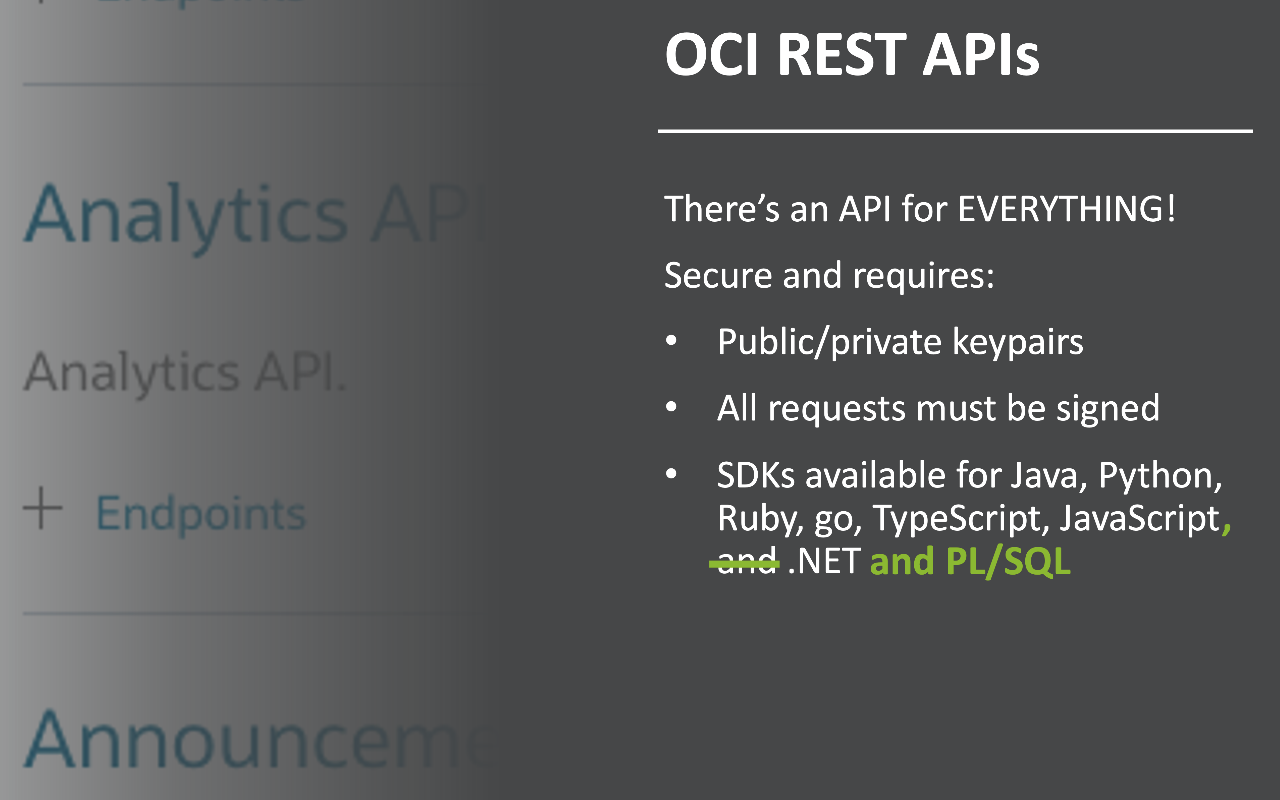 Endpoints
Analytics API
Analytics API.
+ Endpoints
Announceme
OCI REST APIs
There's an API for EVERYTHING!
Secure and requires:
• Public/private keypairs
• All requests must be signed
• SDKs available for Java, Python,
Ruby, go, TypeScript, JavaScript,
and .NET and PL/SQL